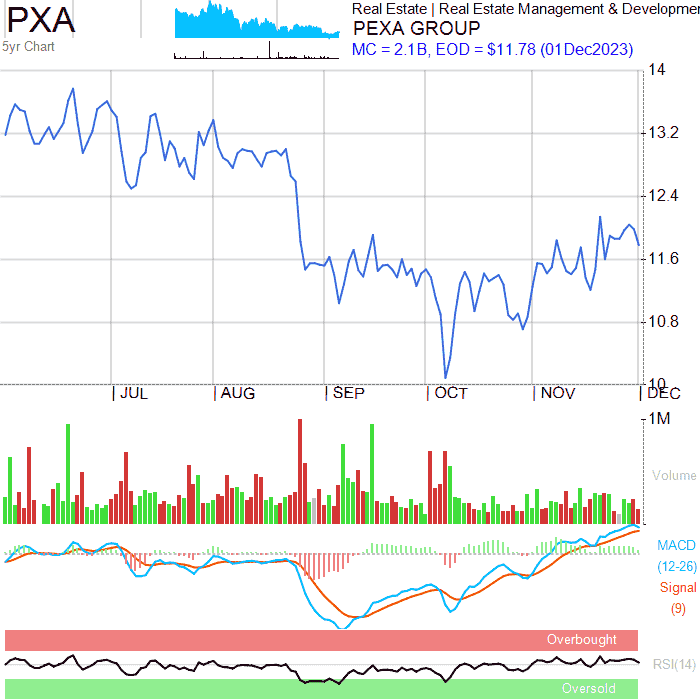 PXA
5yr Chart
Real Estate | Real Estate Management & Developmen
PEXA GROUP
MC = 2.1B, EOD = $11.78 (01Dec2023)
14
13.2
12.4
11.6
10.8
10
JUL
AUG
SEP
OCT
NOV
DEC
1M
Volume
MACD
(12-26)
Signal
(9)
Overbought
RSI(14)
Oversold